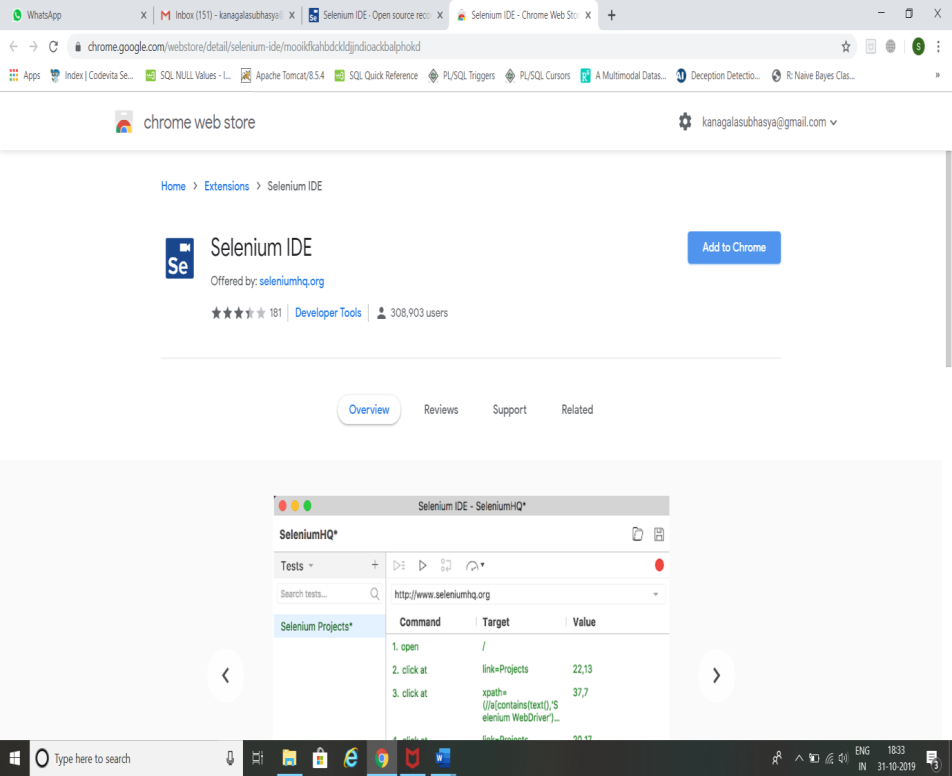 WhatsApp
Inbox (151) - kanagalasubhasya@
Selenium IDE · Open source reco
Selenium IDE - Chrome Web Stor
chrome.google.com/webstore/detail/selenium-ide/mooikfkahbdckldjjndioackbalphokd
Apps Index | Codevita Se... SQL NULL Values - I... Apache Tomcat/8.5.4 SQL Quick Reference PL/SQL Triggers PL/SQL Cursors A Multimodal Datas... Deception Detectio... R: Naive Bayes Clas... »
chrome web store
kanagalasubhasya@gmail.com
Home > Extensions > Selenium IDE
Se
Selenium IDE
Add to Chrome
Offered by: seleniumhq.org
181 Developer Tools 308,903 users
Overview Reviews Support Related
Selenium IDE - SeleniumHQ*
SeleniumHQ*
Tests
Search tests...
http://www.seleniumhq.org
Selenium Projects*
Command Target Value
1. open /
2. click at link=Projects 22,13
3. click at xpath= 37,7
(//a[contains(text(),'S
elenium WebDriver')...
4. click at link=Projects 20,17
Type here to search
ENG
IN
18:33
31-10-2019
3